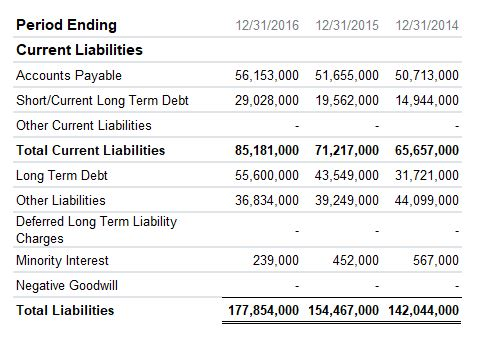 Period Ending 12/31/2016 12/31/2015 12/31/2014
Current Liabilities
Accounts Payable 56,153,000 51,655,000 50,713,000
Short/Current Long Term Debt 29,028,000 19,562,000 14,944,000
Other Current Liabilities - - -
Total Current Liabilities 85,181,000 71,217,000 65,657,000
Long Term Debt 55,600,000 43,549,000 31,721,000
Other Liabilities 36,834,000 39,249,000 44,099,000
Deferred Long Term Liability
Charges - - -
Minority Interest 239,000 452,000 567,000
Negative Goodwill - - -
Total Liabilities 177,854,000 154,467,000 142,044,000